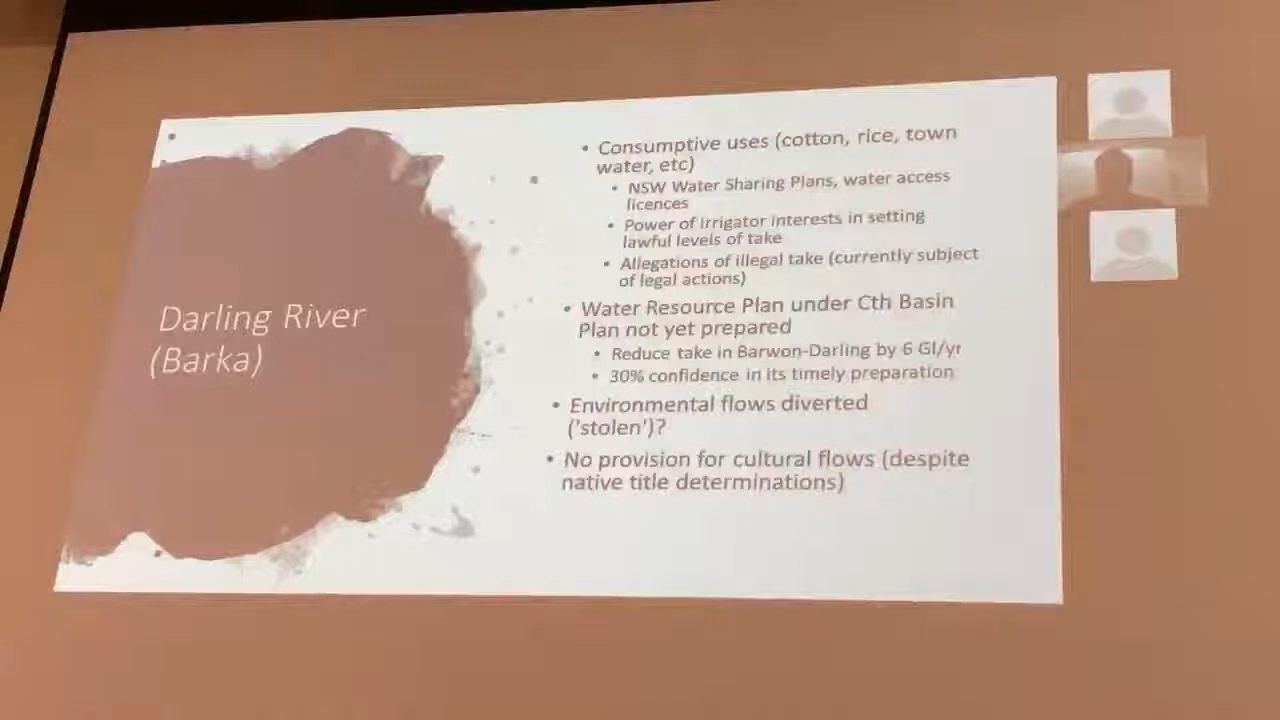 Darling River
(Barka)
• Consumptive uses (cotton, rice, town
water, etc)
• NSW Water Sharing Plans, water access
licences
• Power of irrigator interests in setting
lawful levels of take
• Allegations of illegal take (currently subject
of legal actions)
• Water Resource Plan under Cth Basin
Plan not yet prepared
• Reduce take in Barwon-Darling by 6 Gl/yr
• 30% confidence in its timely preparation
• Environmental flows diverted
('stolen')?
• No provision for cultural flows (despite
native title determinations)